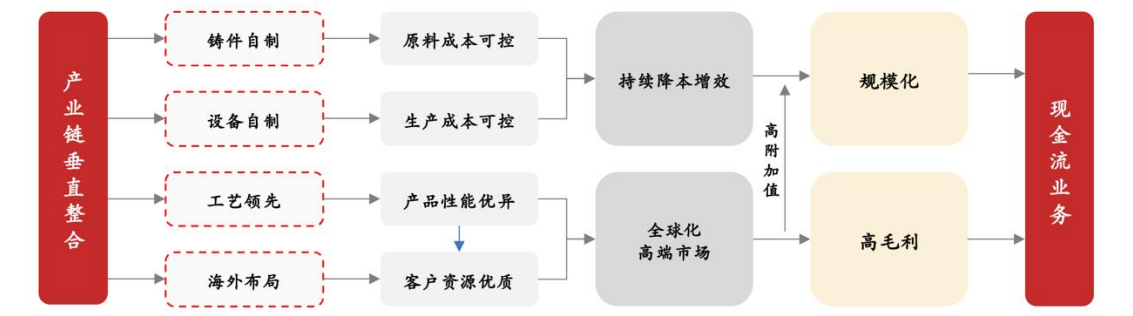 产业链垂直整合
铸件自制
原料成本可控
设备自制
生产成本可控
工艺领先
产品性能优异
海外布局
客户资源优质
持续降本增效
全球化
高端市场
高附加值
规模化
高毛利
现金流业务